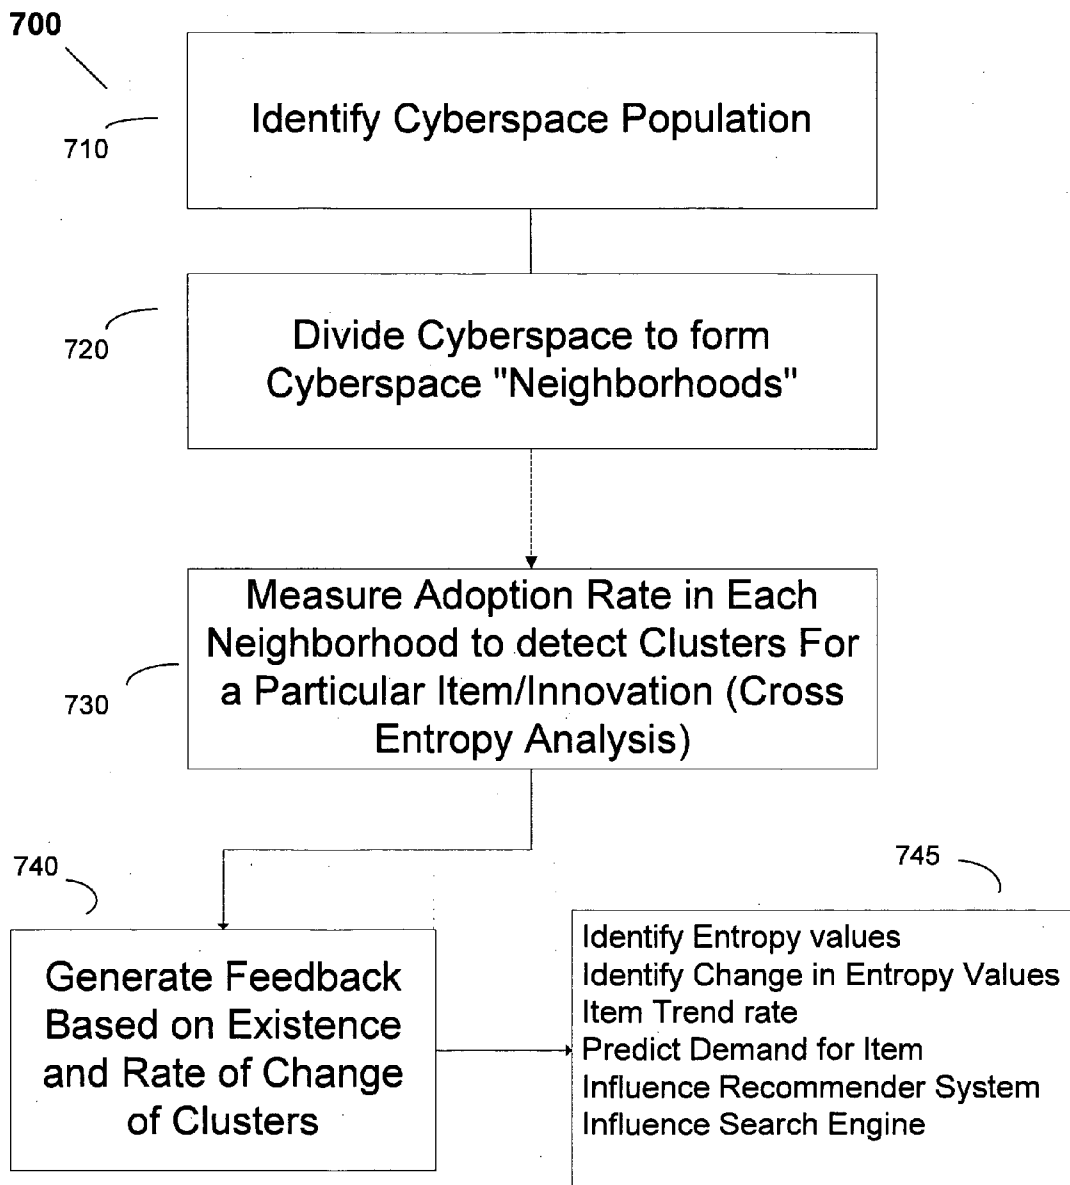 700
710
Identify Cyberspace Population
720
Divide Cyberspace to form
Cyberspace "Neighborhoods"
730
Measure Adoption Rate in Each
Neighborhood to detect Clusters For
a Particular Item/Innovation (Cross
Entropy Analysis)
740
Generate Feedback
Based on Existence
and Rate of Change
of Clusters
745
Identify Entropy values
Identify Change in Entropy Values
Item Trend rate
Predict Demand for Item
Influence Recommender System
Influence Search Engine